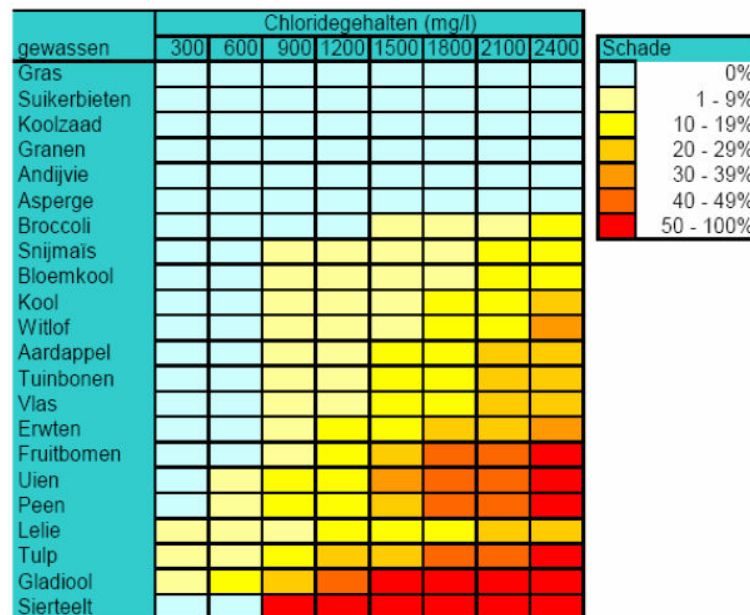 Chloridegehalten (mg/l)
gewassen 300 600 900 1200 1500 1800 2100 2400
Gras
Suikerbieten
Koolzaad
Granen
Andijvie
Asperge
Broccoli
Snijmaïs
Bloemkool
Kool
Witlof
Aardappel
Tuinbonen
Vlas
Erwten
Fruitbomen
Uien
Peen
Lelie
Tulp
Gladiool
Sierteelt
Schade
0%
1 - 9%
10 - 19%
20 - 29%
30 - 39%
40 - 49%
50 - 100%